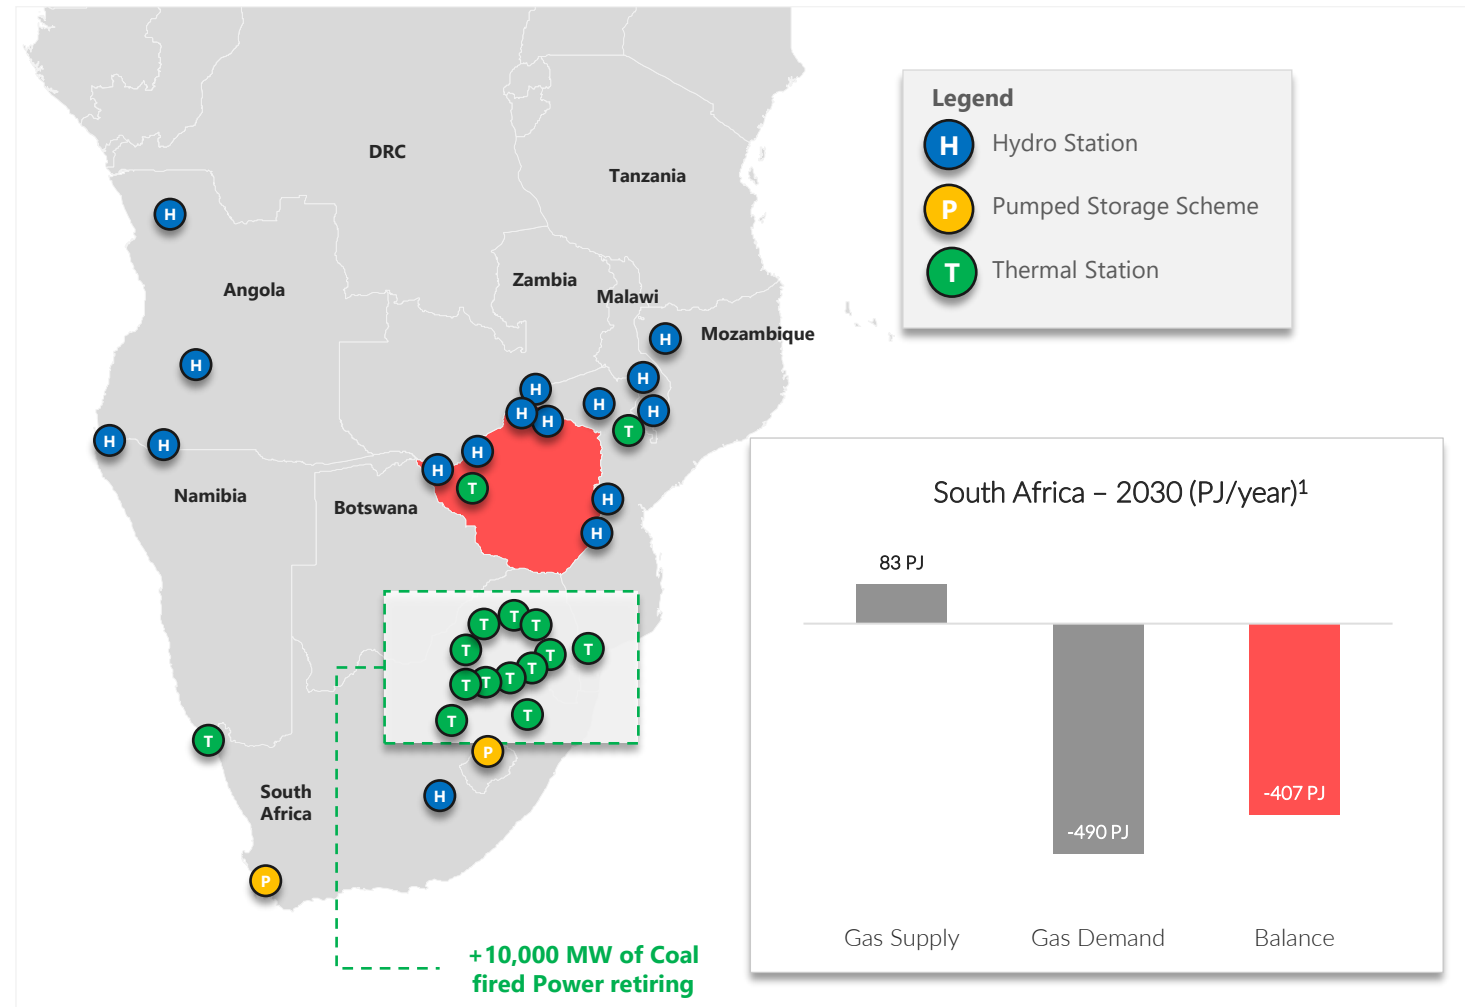 DRC
Tanzania
H
Angola
Zambia
Malawi
Mozambique
H
H
H
H
H
H
H
H
H
T
H
H
H
H
T
Namibia
Botswana
H
H
T
T
T
T
T
T
T
T
T
T
T
T
T
T
P
H
South
Africa
P
+10,000 MW of Coal
fired Power retiring
Legend
H Hydro Station
P Pumped Storage Scheme
T Thermal Station
South Africa – 2030 (PJ/year)¹
83 PJ
-407 PJ
-490 PJ
Gas Supply Gas Demand Balance